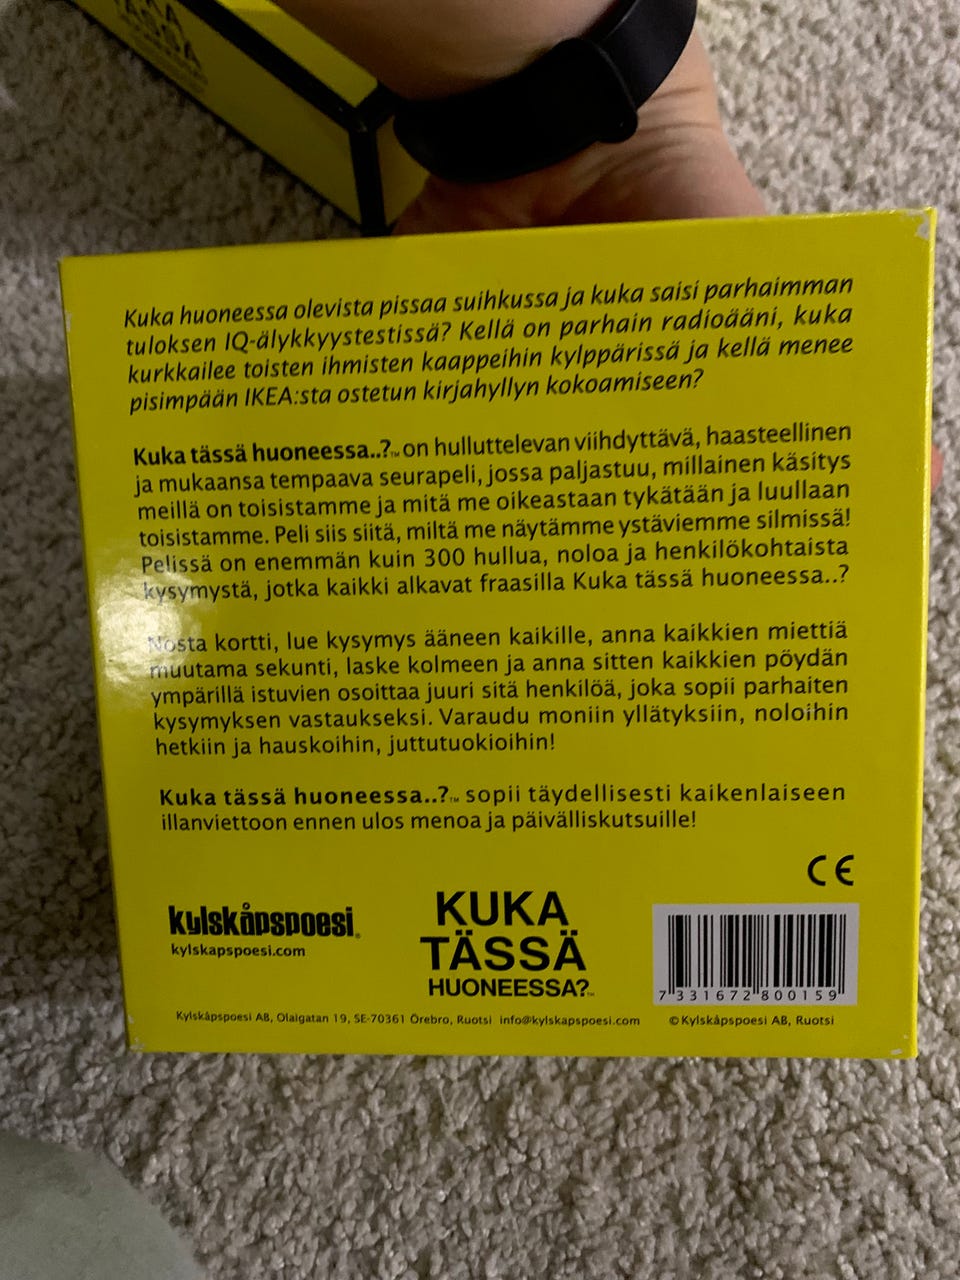 TÄSSÄ
Kuka huoneessa olevista pissaa suihkussa ja kuka saisi parhaimman
tuloksen IQ-älykkyystestissä? Kellä on parhain radioääni, kuka
kurkkailee toisten ihmisten kaappeihin kylppärissä ja kellä menee
pisimpään IKEA:sta ostetun kirjahyllyn kokoamiseen?
Kuka tässä huoneessa..?™ on hulluttelevan viihdyttävä, haasteellinen
ja mukaansa tempaava seurapeli, jossa paljastuu, millainen käsitys
meillä on toisistamme ja mitä me oikeastaan tykätään ja luullaan
toisistamme. Peli siis siitä, miltä me näytämme ystäviemme silmissä!
Pelissä on enemmän kuin 300 hullua, noloa ja henkilökohtaista
kysymystä, jotka kaikki alkavat fraasilla Kuka tässä huoneessa..?
Nosta kortti, lue kysymys ääneen kaikille, anna kaikkien miettiä
muutama sekunti, laske kolmeen ja anna sitten kaikkien pöydän
ympärillä istuvien osoittaa juuri sitä henkilöä, joka sopii parhaiten
kysymyksen vastaukseksi. Varaudu moniin yllätyksiin, noloihin
hetkiin ja hauskoihin, juttutuokioihin!
Kuka tässä huoneessa..?™ sopii täydellisesti kaikenlaiseen
illanviettoon ennen ulos menoa ja päivälliskutsuille!
CE
kylskåpspoesi®
kylskapspoesi.com
KUKA
TÄSSÄ
HUONEESSA?™
7 331672 800159
Kylskåpspoesi AB, Olaigatan 19, SE-70361 Örebro, Ruotsi info@kylskapspoesi.com
©Kylskåpspoesi AB, Ruotsi